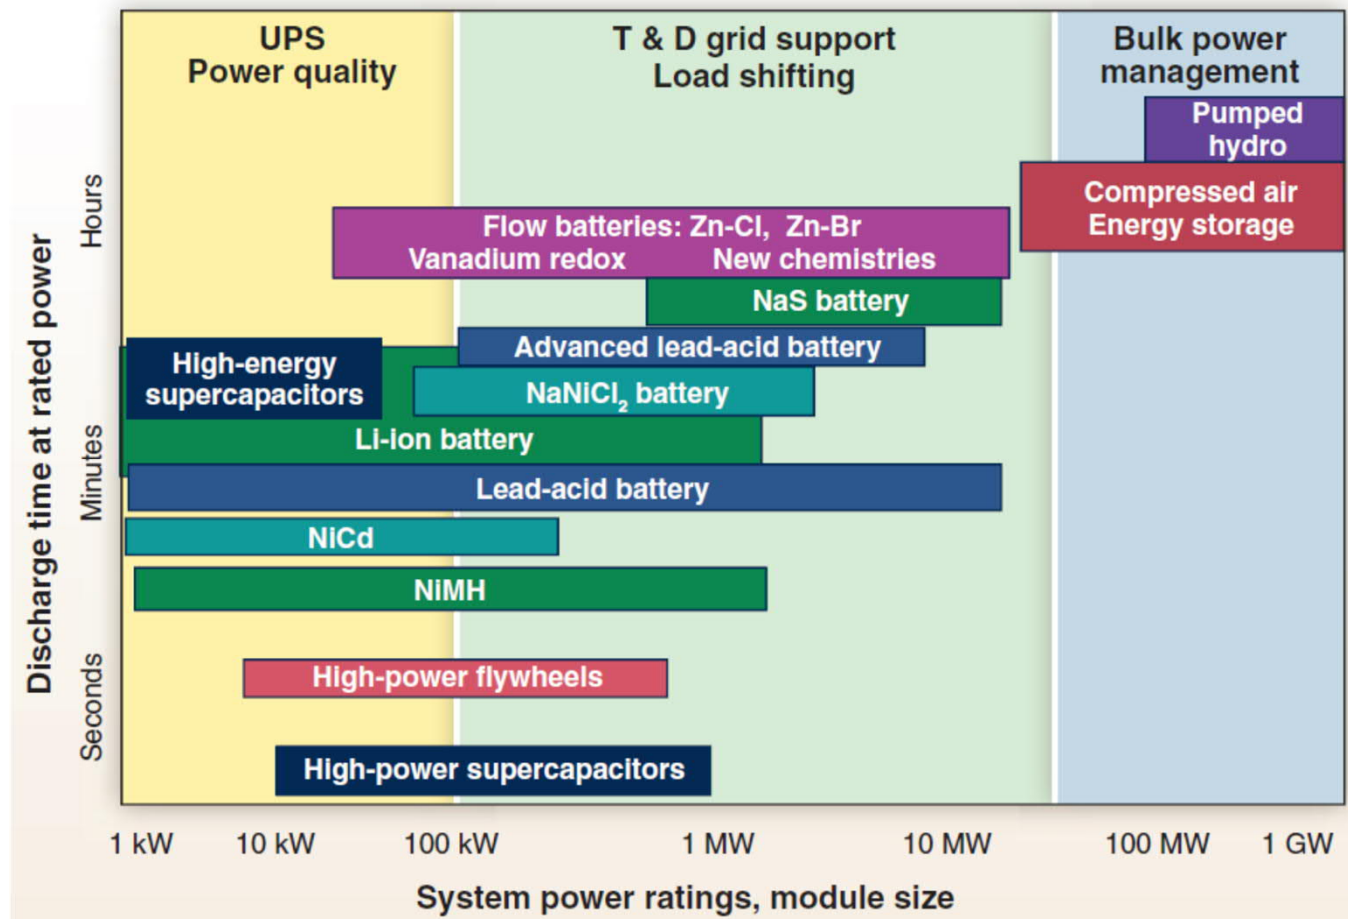 UPS
Power quality
T & D grid support
Load shifting
Bulk power
management
Pumped
hydro
Compressed air
Energy storage
Flow batteries: Zn-Cl, Zn-Br
Vanadium redox New chemistries
NaS battery
Advanced lead-acid battery
High-energy
supercapacitors
NaNiCl₂ battery
Li-ion battery
Lead-acid battery
NiCd
NiMH
High-power flywheels
High-power supercapacitors
Discharge time at rated power
Hours
Minutes
Seconds
1 kW 10 kW 100 kW 1 MW 10 MW 100 MW 1 GW
System power ratings, module size